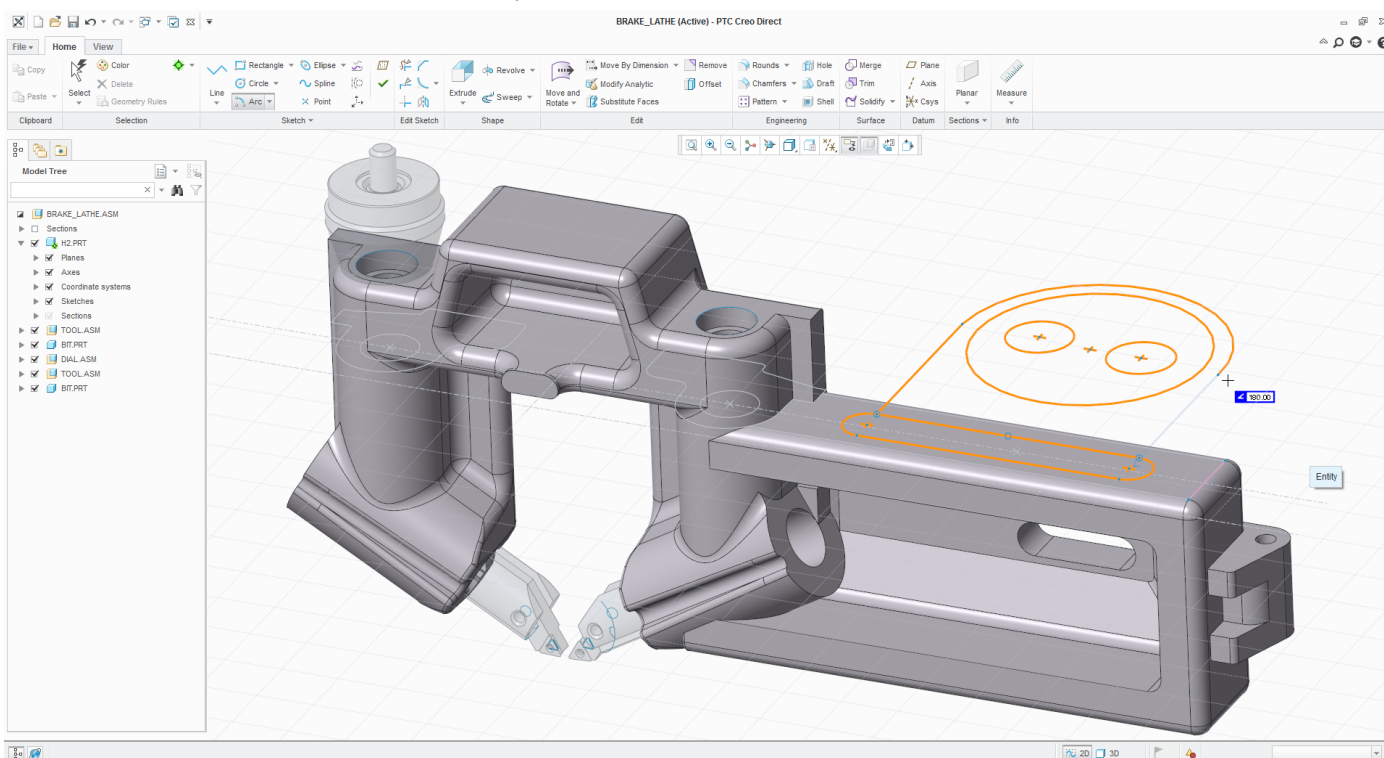 BRAKE_LATHE (Active) - PTC Creo Direct
File Home View
Copy
Paste
Clipboard
Select
Color
Delete
Geometry Rules
Selection
Line
Rectangle Ellipse
Circle Spline
Arc Point
Sketch
Edit Sketch
Extrude
Revolve
Sweep
Shape
Move and Rotate
Move By Dimension Remove
Modify Analytic Offset
Substitute Faces
Edit
Rounds Hole
Chamfers Draft
Pattern Shell
Engineering
Merge
Trim
Solidify
Surface
Plane
Axis
Csys
Datum
Planar
Sections
Measure
Info
Model Tree
BRAKE_LATHE.ASM
Sections
H2.PRT
Planes
Axes
Coordinate systems
Sketches
Sections
TOOL.ASM
BIT.PRT
DIAL.ASM
TOOL.ASM
BIT.PRT
180.00
Entity
2D 3D